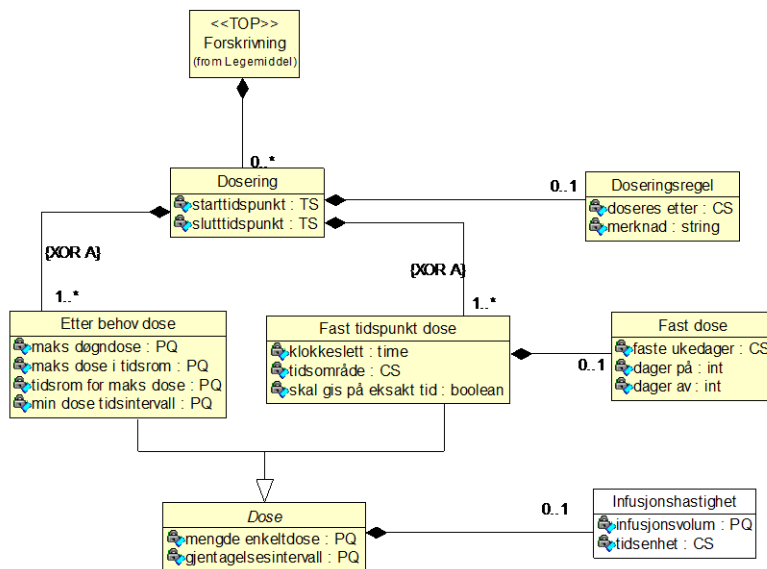 <<TOP>>
Forskrivning
(from Legemiddel)
0..*
Dosering
starttidspunkt : TS
slutttidspunkt : TS
0..1
Doseringsregel
doseres etter : CS
merknad : string
{XOR A}
{XOR A}
1..*
1..*
Etter behov dose
maks døgndose : PQ
maks dose i tidsrom : PQ
tidsrom for maks dose : PQ
min dose tidsintervall : PQ
Fast tidspunkt dose
klokkeslett : time
tidsområde : CS
skal gis på eksakt tid : boolean
0..1
Fast dose
faste ukedager : CS
dager på : int
dager av : int
Dose
mengde enkeltdose : PQ
gjentagelsesintervall : PQ
0..1
Infusjonshastighet
infusjonsvolum : PQ
tidsenhet : CS